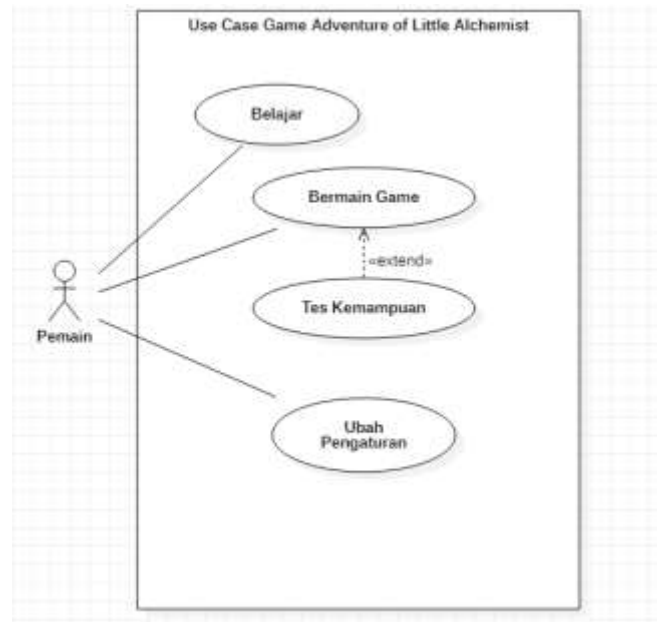 Use Case Game Adventure of Little Alchemist
Belajar
Bermain Game
«extend»
Tes Kemampuan
Pemain
Ubah
Pengaturan